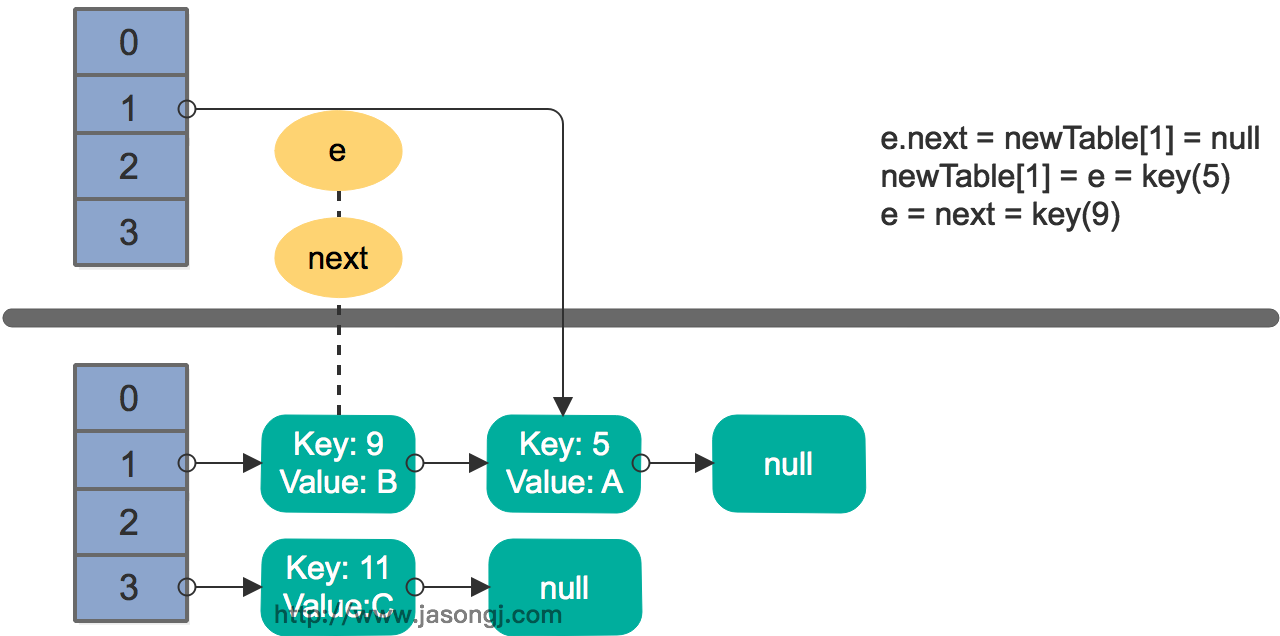 0
1
2
3
e
next
e.next = newTable[1] = null
newTable[1] = e = key(5)
e = next = key(9)
0
1
2
3
Key: 9
Value: B
Key: 5
Value: A
null
Key: 11
Value:C
null
http://www.jasongj.com